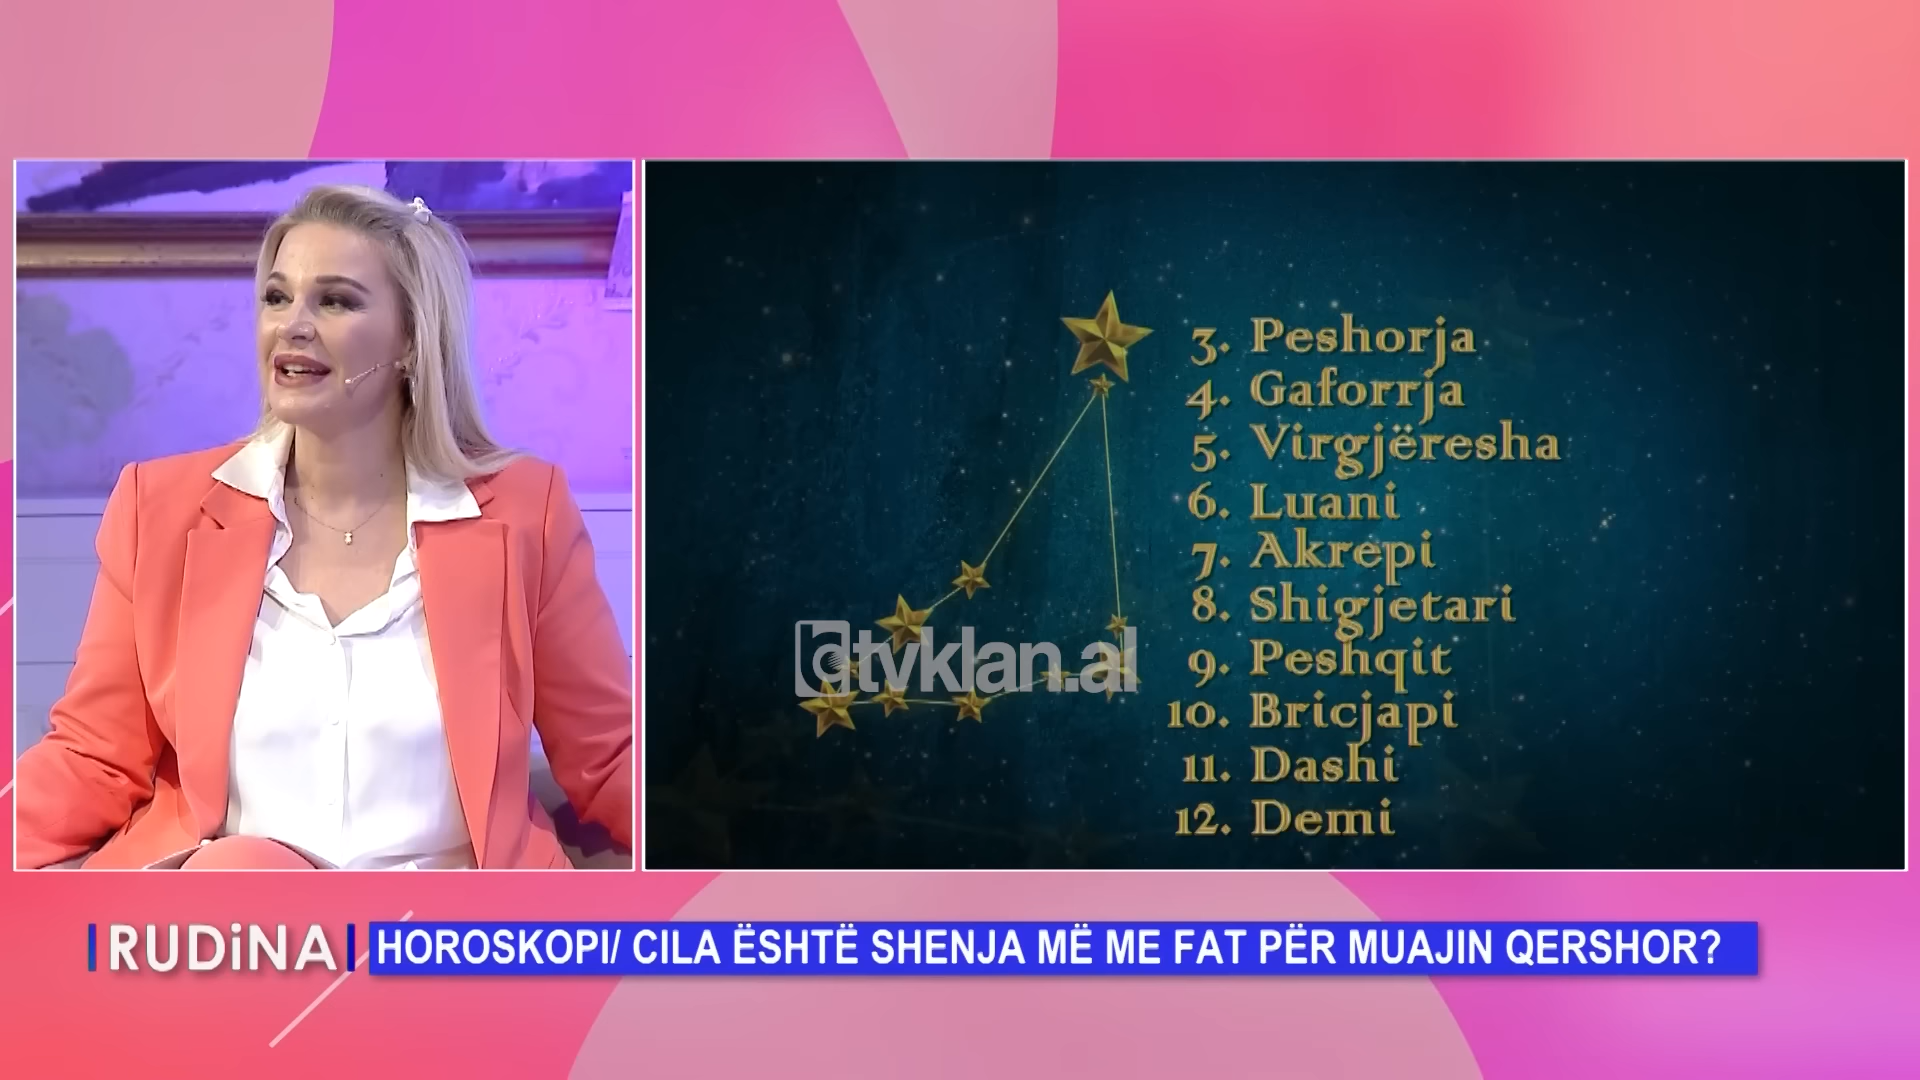 3. Peshorja
4. Gaforrja
5. Virgjëresha
6. Luani
7. Akrepi
8. Shigjetari
9. Peshqit
10. Bricjapi
11. Dashi
12. Demi
tvklan.al
RUDiNA
HOROSKOPI/ CILA ËSHTË SHENJA MË ME FAT PËR MUAJIN QERSHOR?